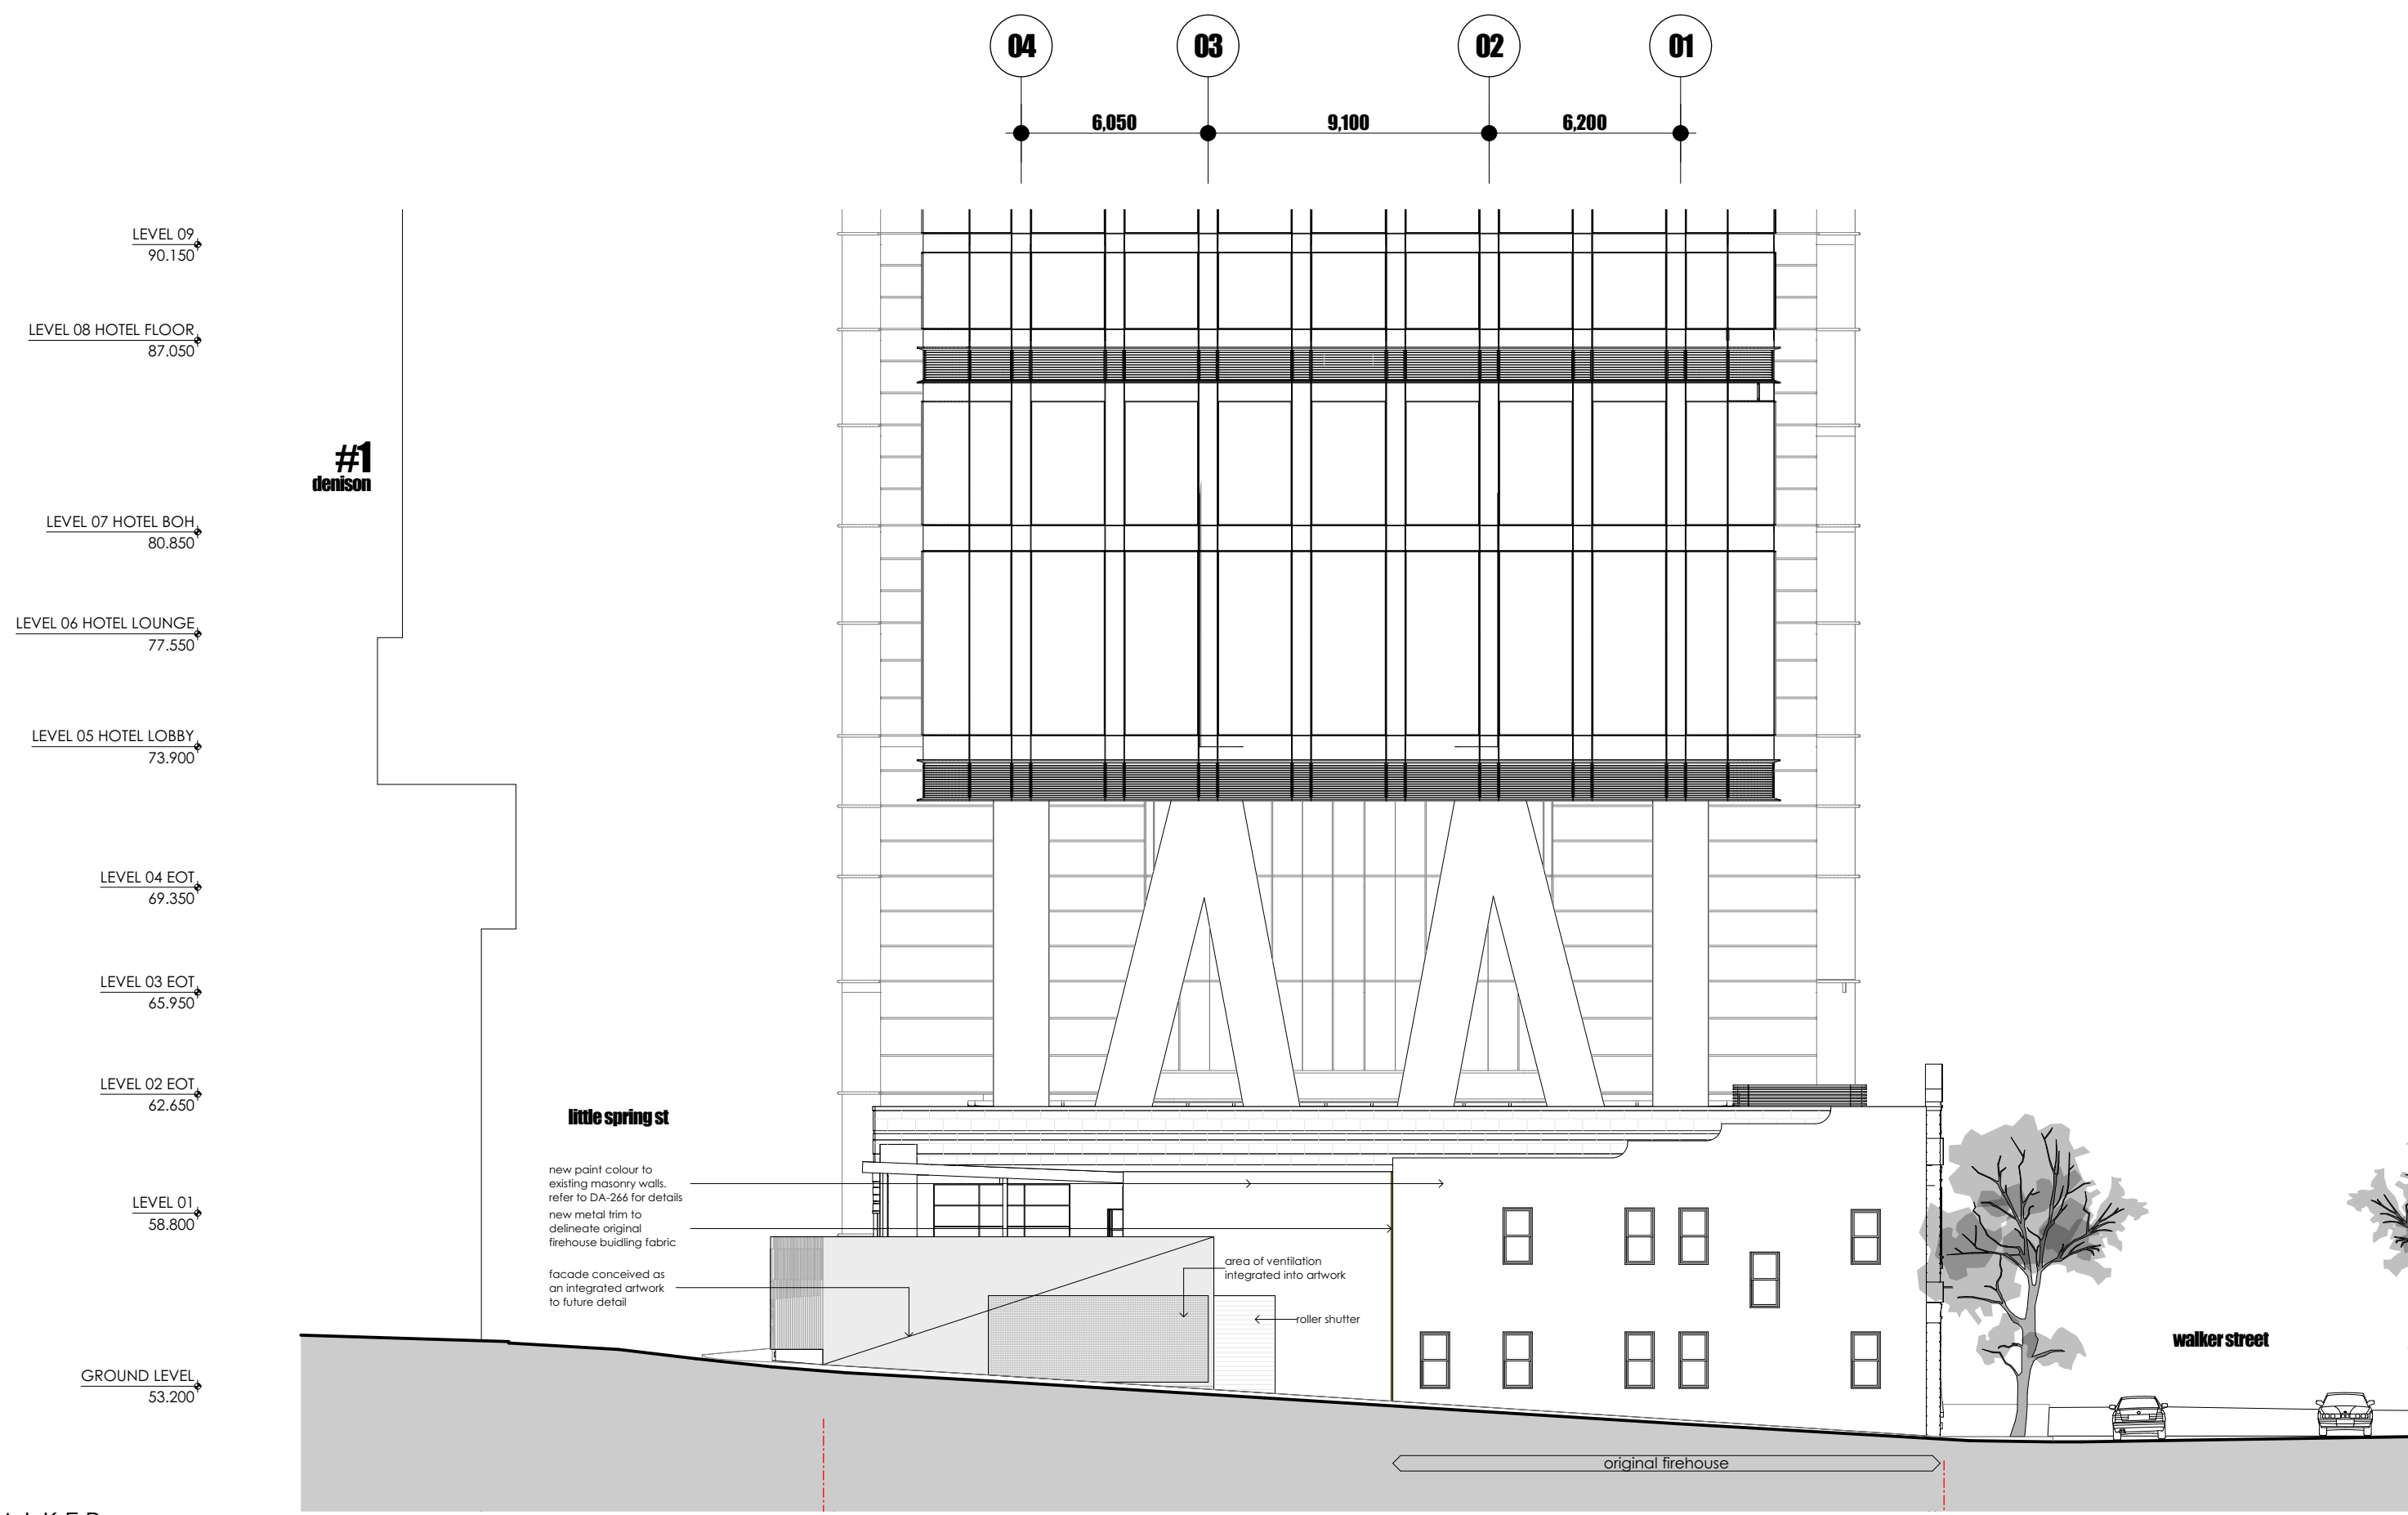 04 03 02 01
6,050 9,100 6,200
LEVEL 09
90.150
LEVEL 08 HOTEL FLOOR
87.050
#1
denison
LEVEL 07 HOTEL BOH
80.850
LEVEL 06 HOTEL LOUNGE
77.550
LEVEL 05 HOTEL LOBBY
73.900
LEVEL 04 EOT
69.350
LEVEL 03 EOT
65.950
LEVEL 02 EOT
62.650
little spring st
new paint colour to
existing masonry walls.
refer to DA-266 for details
LEVEL 01
58.800
new metal trim to
delineate original
firehouse buidling fabric
area of ventilation
integrated into artwork
facade conceived as
an integrated artwork
to future detail
roller shutter
walker street
GROUND LEVEL
53.200
original firehouse